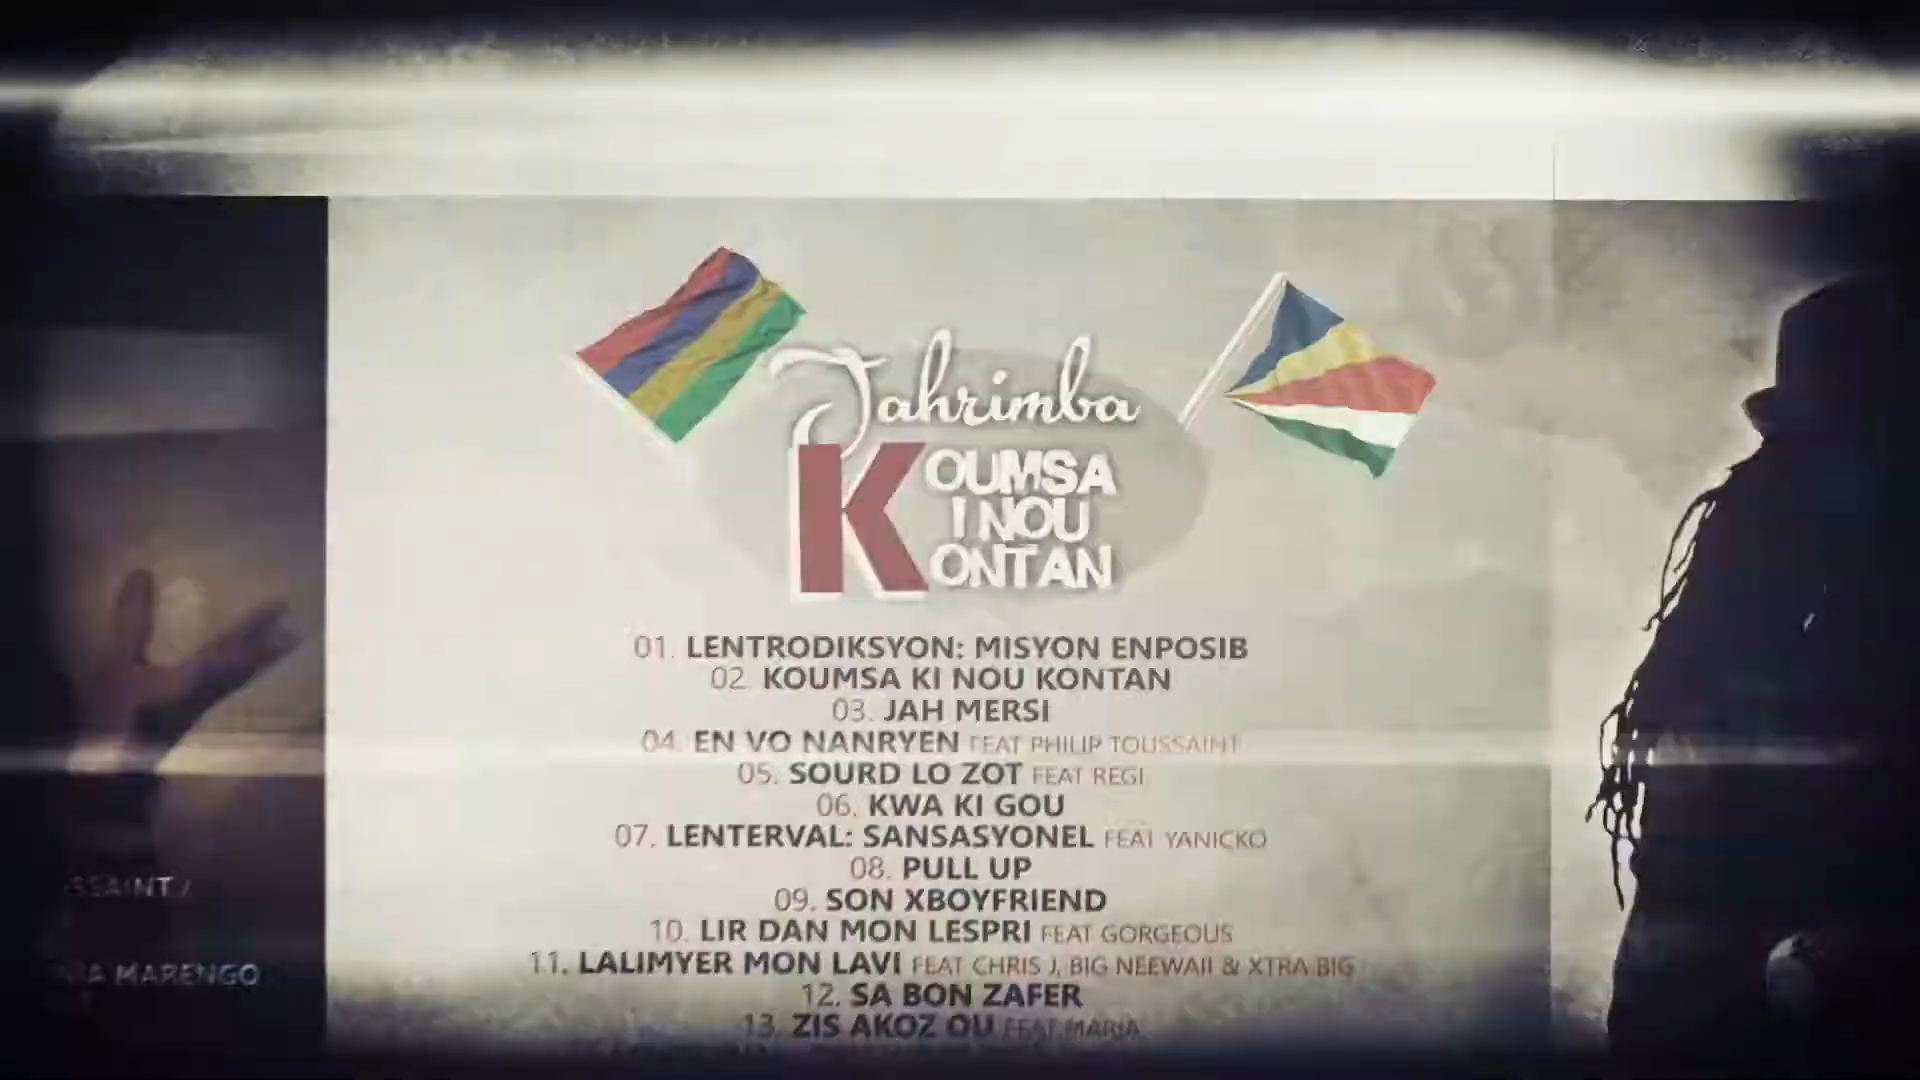 Jahrimba
KOUMSA
I NOU
ONTAN
01. LENTRODIKSYON: MISYON ENPOSIB
02. KOUMSA KI NOU KONTAN
03. JAH MERSI
04. EN VO NANRYEN FEAT PHILIP TOUSSAINT
05. SOURD LO ZOT FEAT REGI
06. KWA KI GOU
07. LENTERVAL: SANSASYONEL FEAT YANICKO
08. PULL UP
09. SON XBOYFRIEND
10. LIR DAN MON LESPRI FEAT GORGEOUS
11. LALIMYER MON LAVI FEAT CHRIS J, BIG NEEWAII & XTRA BIG
12. SA BON ZAFER
13. ZIS AKOZ OU FEAT MARIA
SSAINT /
MARENGO